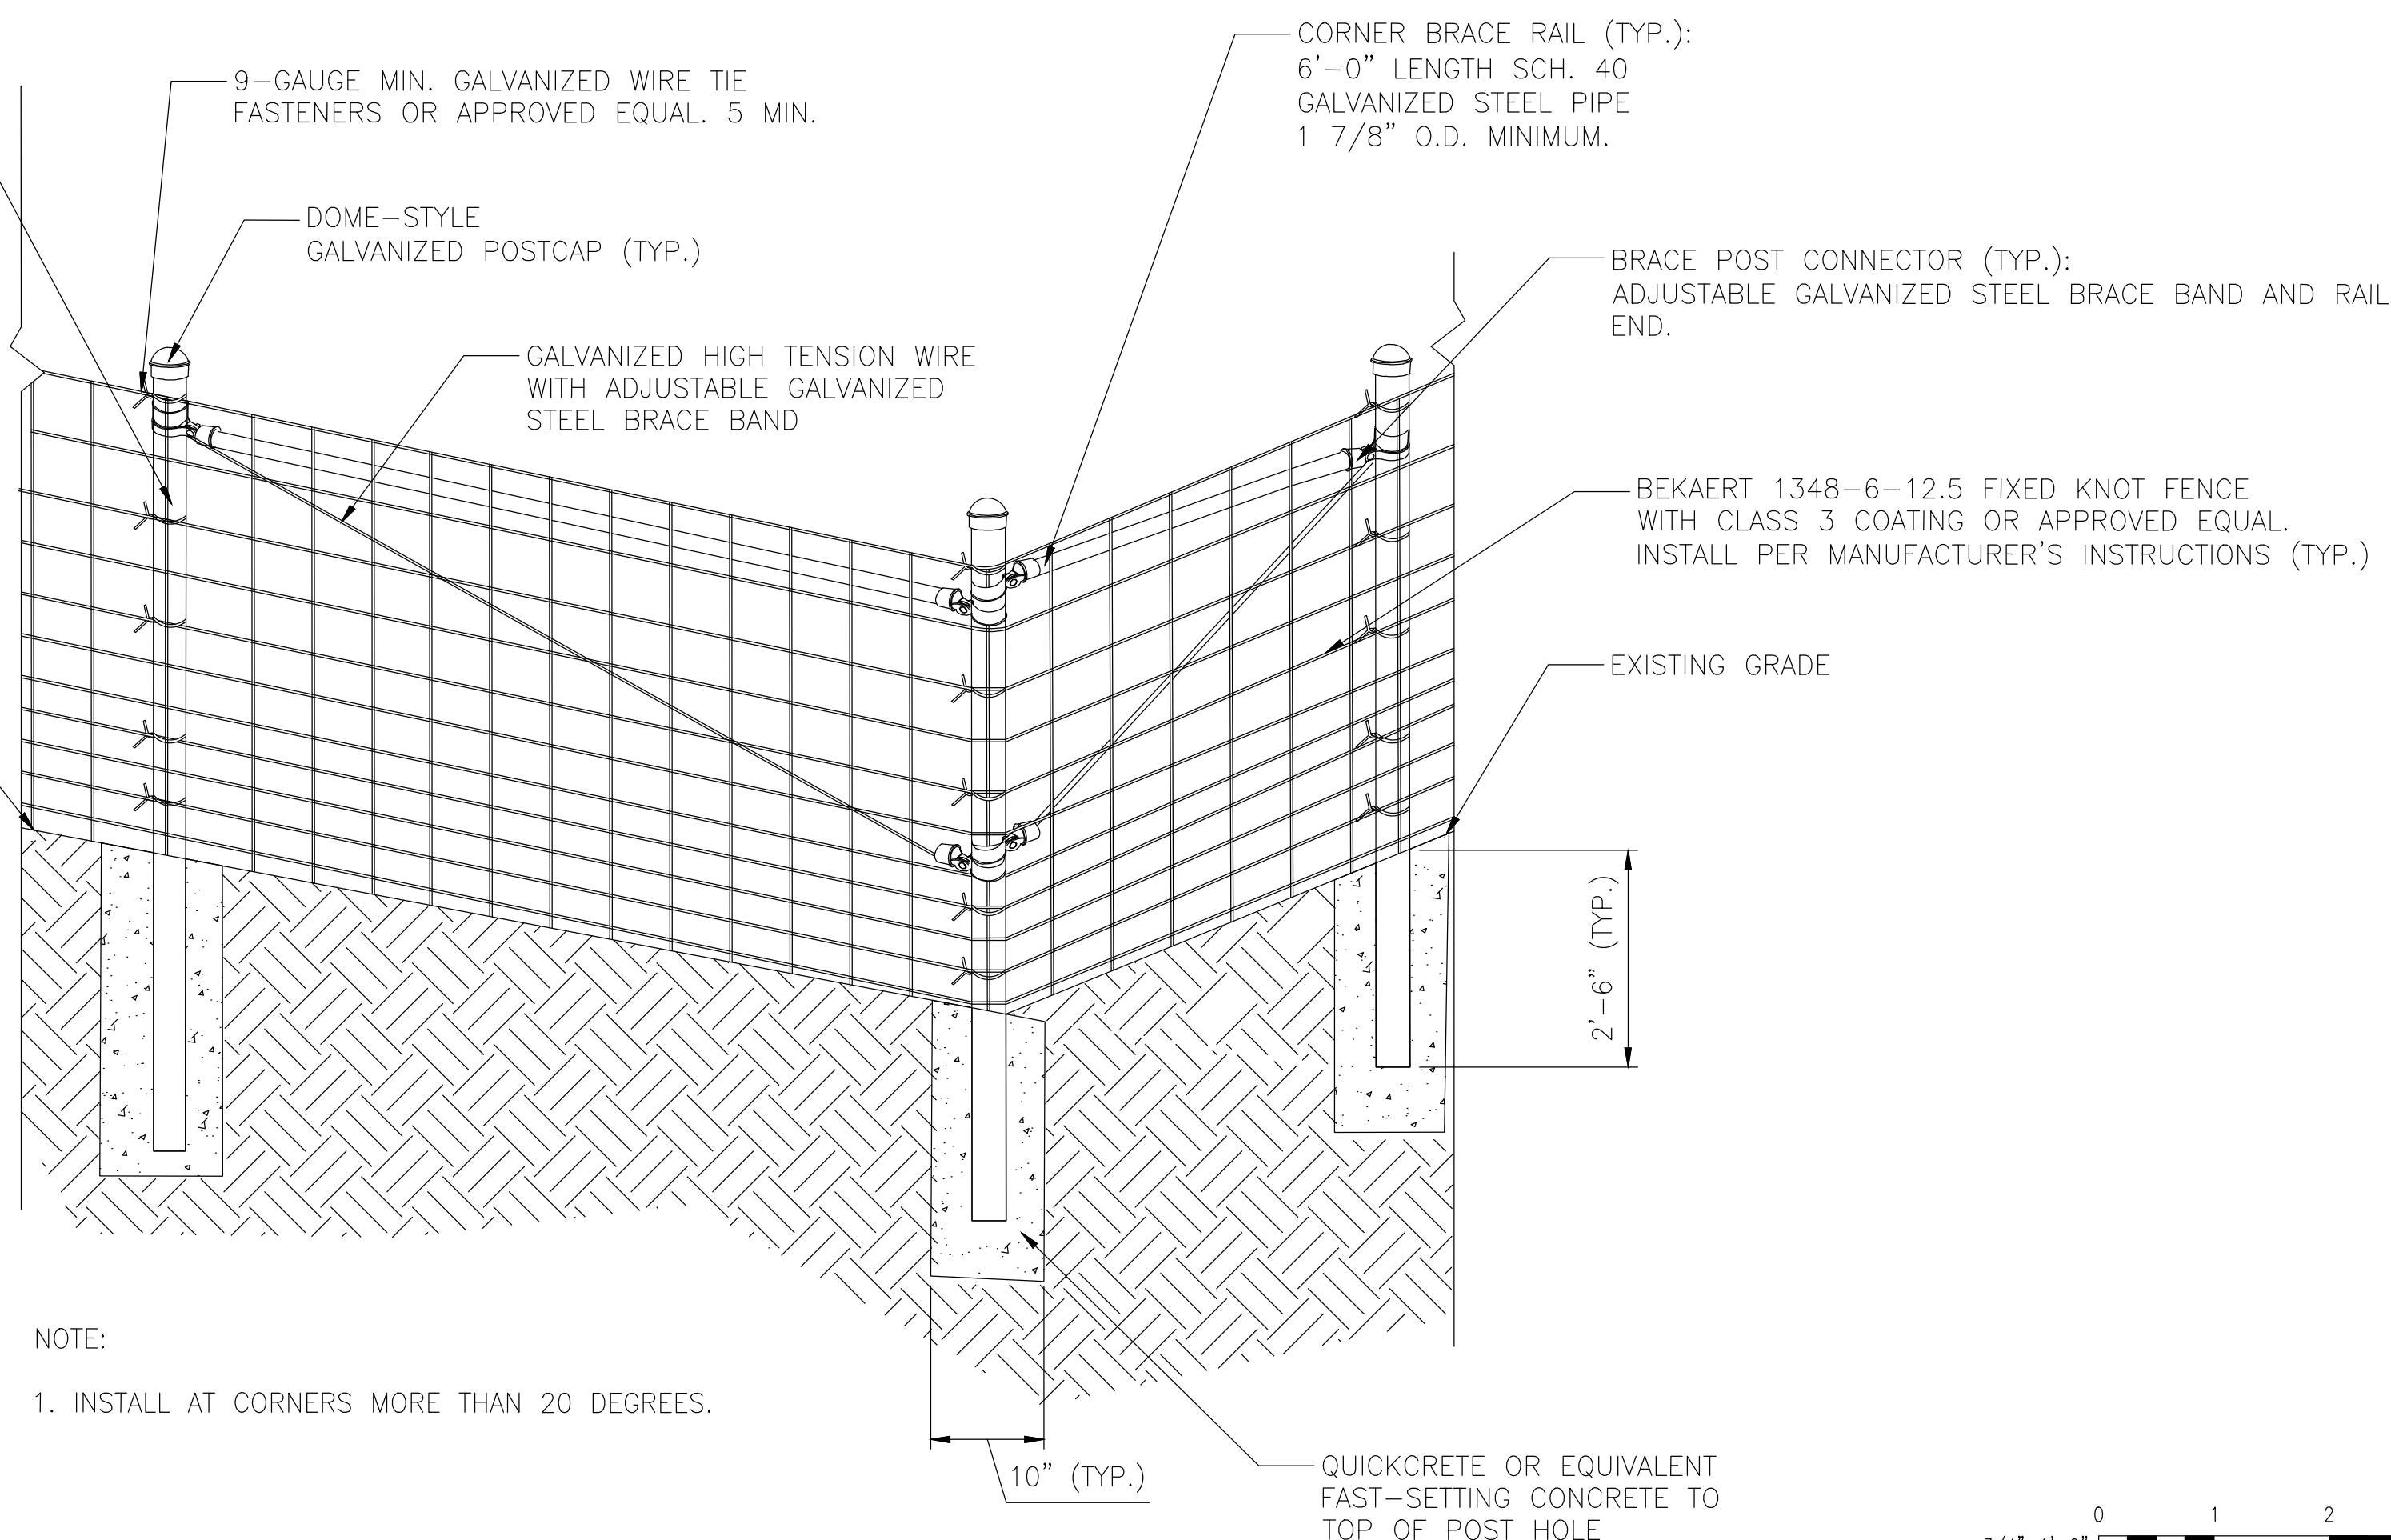 CORNER BRACE RAIL (TYP.):
6'-0" LENGTH SCH. 40
GALVANIZED STEEL PIPE
1 7/8" O.D. MINIMUM.
9-GAUGE MIN. GALVANIZED WIRE TIE
FASTENERS OR APPROVED EQUAL. 5 MIN.
DOME-STYLE
GALVANIZED POSTCAP (TYP.)
BRACE POST CONNECTOR (TYP.):
ADJUSTABLE GALVANIZED STEEL BRACE BAND AND RAIL
END.
GALVANIZED HIGH TENSION WIRE
WITH ADJUSTABLE GALVANIZED
STEEL BRACE BAND
BEKAERT 1348-6-12.5 FIXED KNOT FENCE
WITH CLASS 3 COATING OR APPROVED EQUAL.
INSTALL PER MANUFACTURER'S INSTRUCTIONS (TYP.)
EXISTING GRADE
2'-6" (TYP.)
NOTE:
1. INSTALL AT CORNERS MORE THAN 20 DEGREES.
10" (TYP.)
QUICKCRETE OR EQUIVALENT
FAST-SETTING CONCRETE TO
TOP OF POST HOLE
0 1 2